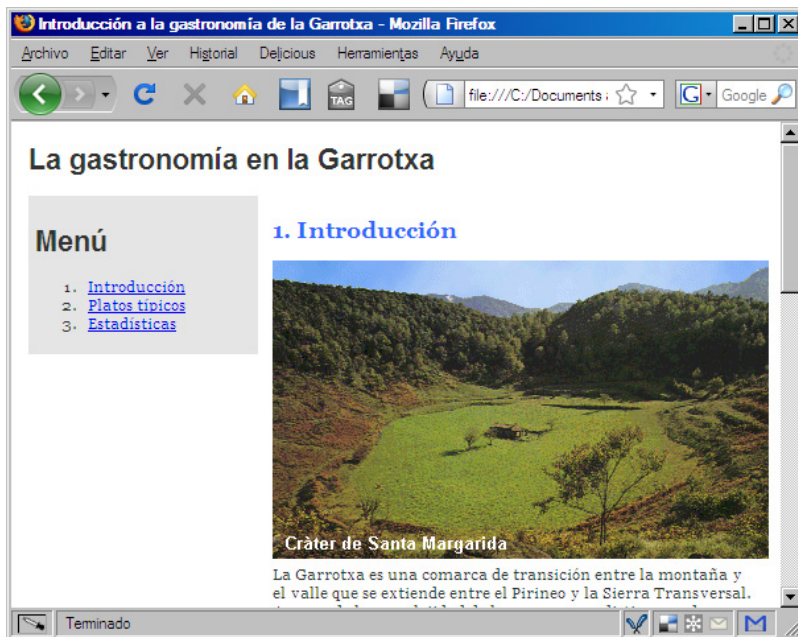 Introducción a la gastronomía de la Garrotxa - Mozilla Firefox
Archivo Editar Ver Historial Delicious Herramientas Ayuda
TAG file:///C:/Documents G Google
La gastronomía en la Garrotxa
Menú
1. Introducción
2. Platos típicos
3. Estadísticas
1. Introducción
Cràter de Santa Margarida
La Garrotxa es una comarca de transición entre la montaña y
el valle que se extiende entre el Pirineo y la Sierra Transversal.
Terminado